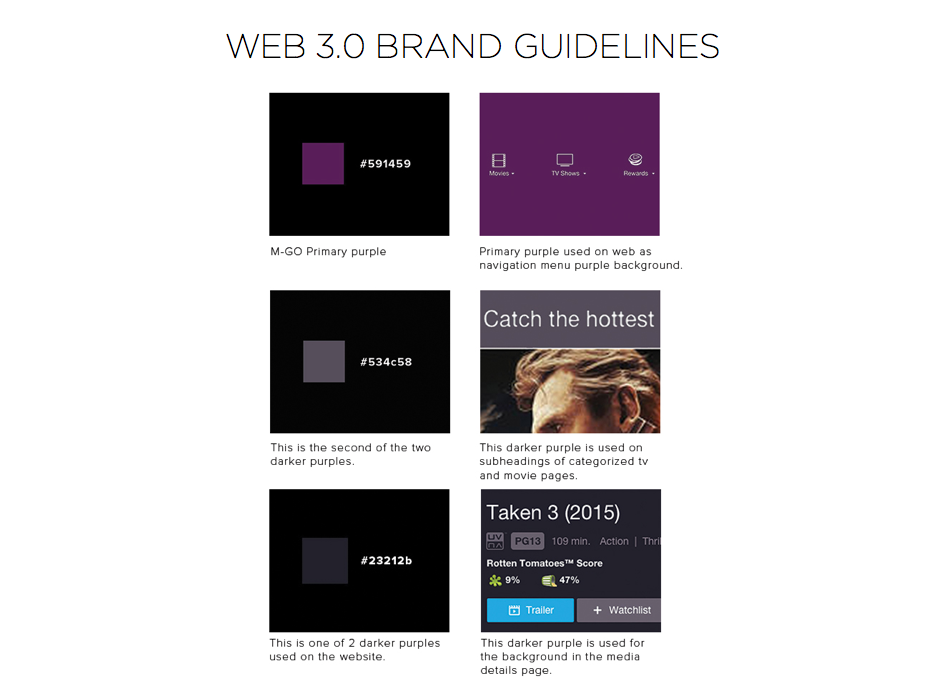 WEB 3.0 BRAND GUIDELINES
#591459
Movies
TV Shows
Rewards
M-GO Primary purple
Primary purple used on web as
navigation menu purple background.
#534c58
Catch the hottest
This is the second of the two
darker purples.
This darker purple is used on
subheadings of categorized tv
and movie pages.
#23212b
Taken 3 (2015)
UV PG13 109 min. Action | Thril
Rotten Tomatoes™ Score
9% 47%
Trailer + Watchlist
This is one of 2 darker purples
used on the website.
This darker purple is used for
the background in the media
details page.